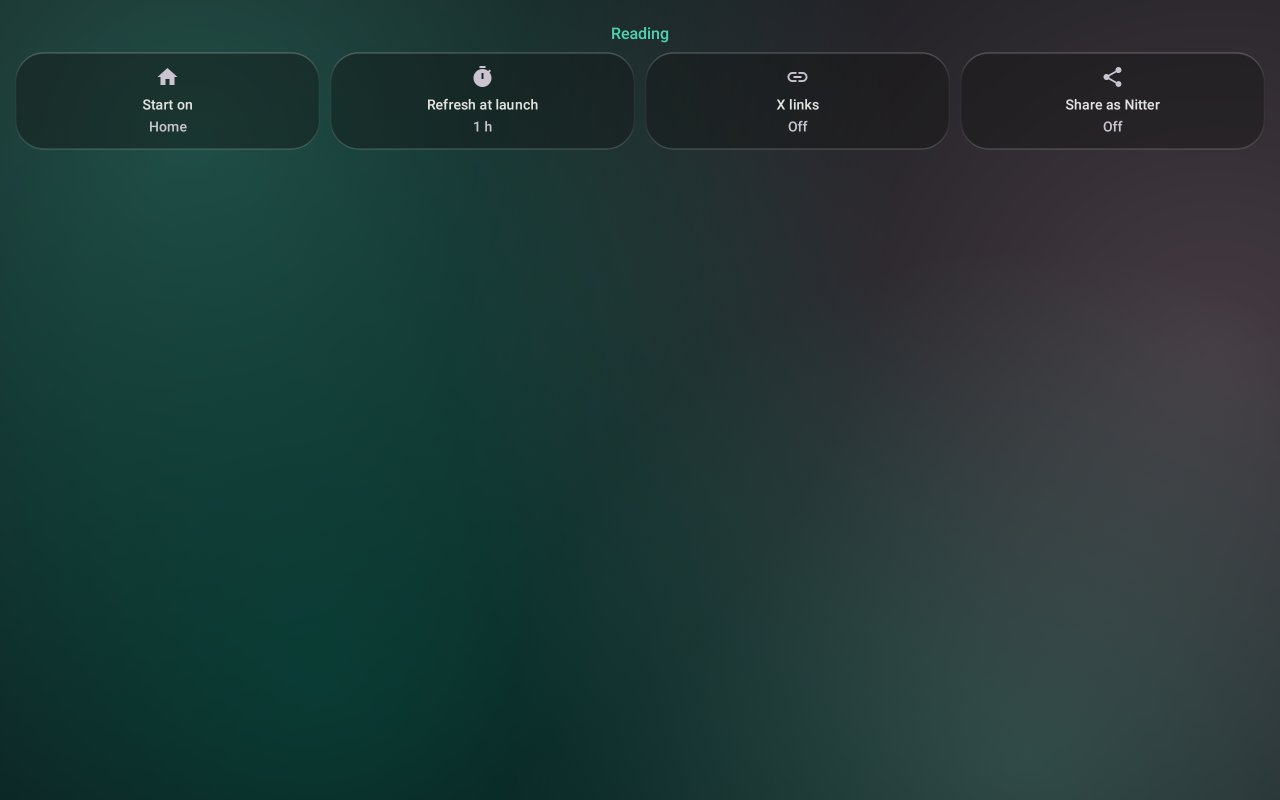 Reading
Start on
Home
Refresh at launch
1 h
X links
Off
Share as Nitter
Off